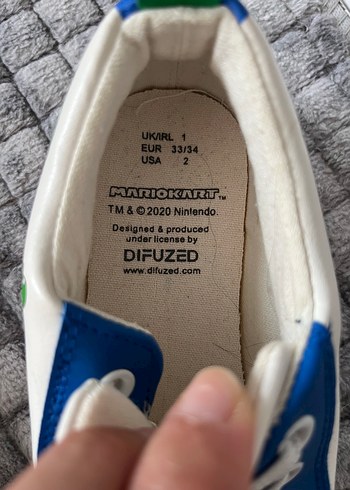 UK/IRL 1
EUR 33/34
USA 2
MARIOKART™
TM & © 2020 Nintendo.
Designed & produced
under license by
DIFUZED
www.difuzed.com